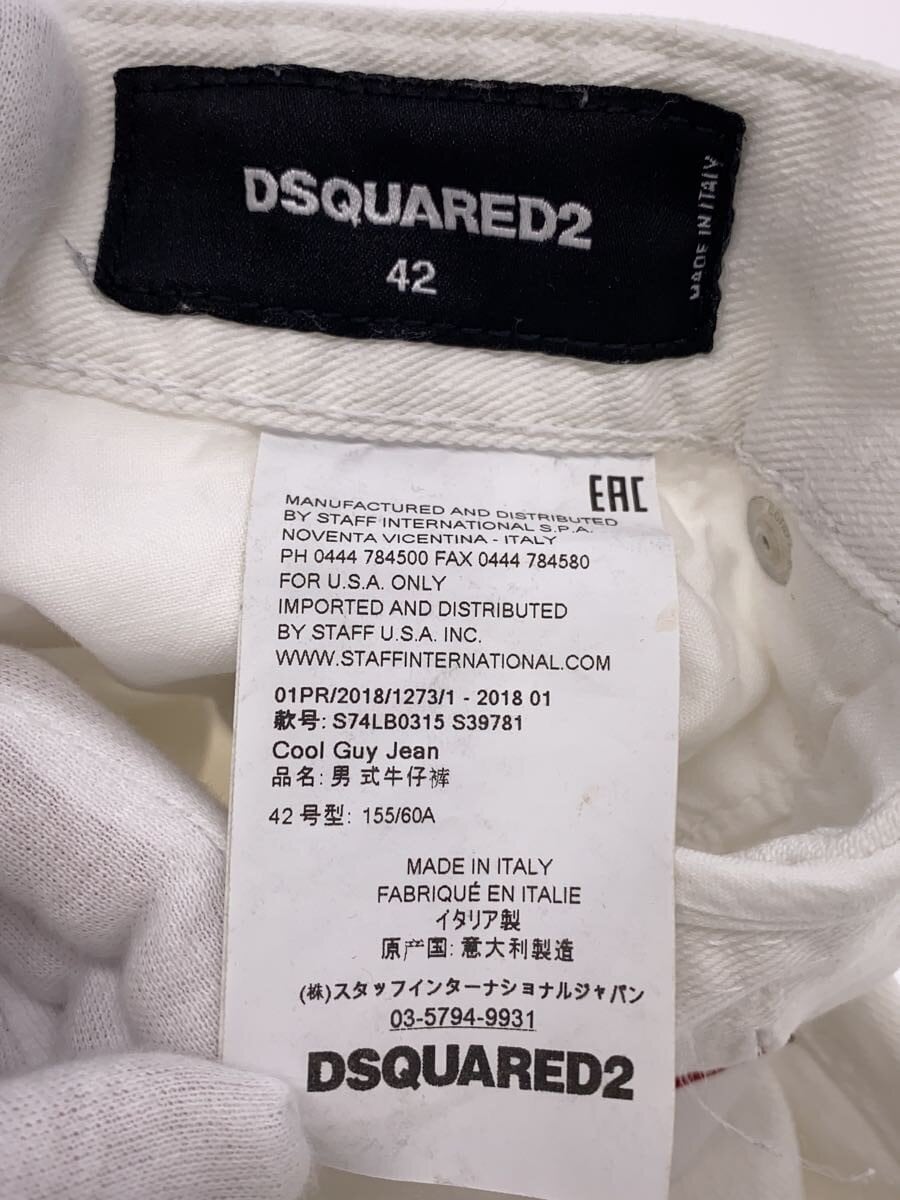 DSQUARED2
42
MADE IN ITALY
EAC
MANUFACTURED AND DISTRIBUTED
BY STAFF INTERNATIONAL S.P.A.
NOVENTA VICENTINA - ITALY
PH 0444 784500 FAX 0444 784580
FOR U.S.A. ONLY
IMPORTED AND DISTRIBUTED
BY STAFF U.S.A. INC.
WWW.STAFFINTERNATIONAL.COM
01PR/2018/1273/1 - 2018 01
款号: S74LB0315 S39781
Cool Guy Jean
品名: 男 式牛仔裤
42 号型: 155/60A
MADE IN ITALY
FABRIQUÉ EN ITALIE
イタリア製
原产国: 意大利製造
(株)スタッフインターナショナルジャパン
03-5794-9931
DSQUARED2